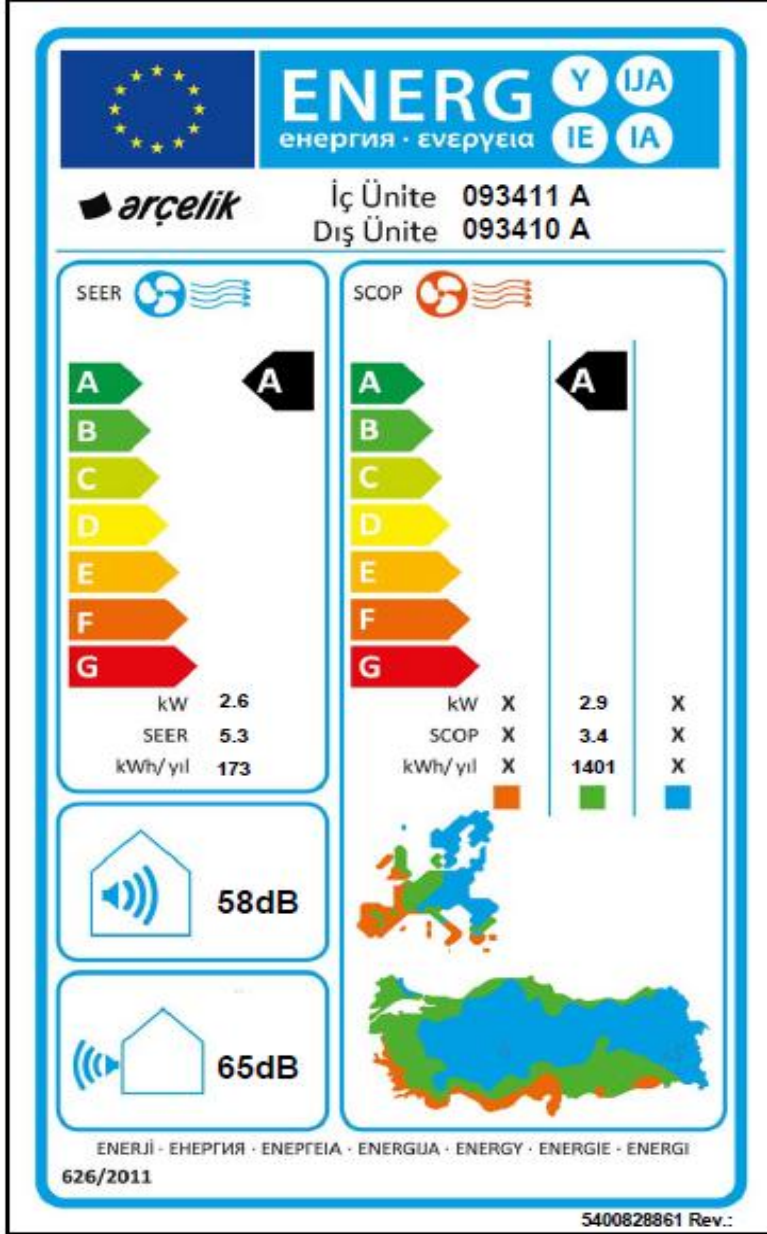 ENERG Y IJA
енергия · ενεργεια IE IA
arçelik
İç Ünite 093411 A
Dış Ünite 093410 A
SEER
A A
B
C
D
E
F
G
kW 2.6
SEER 5.3
kWh/yıl 173
SCOP
A A
B
C
D
E
F
G
kW X 2.9 X
SCOP X 3.4 X
kWh/yıl X 1401 X
58dB
65dB
ENERJİ · ЕНЕРГИЯ · ΕΝΕΡΓΕΙΑ · ENERGIJA · ENERGY · ENERGIE · ENERGI
626/2011
5400828861 Rev.: